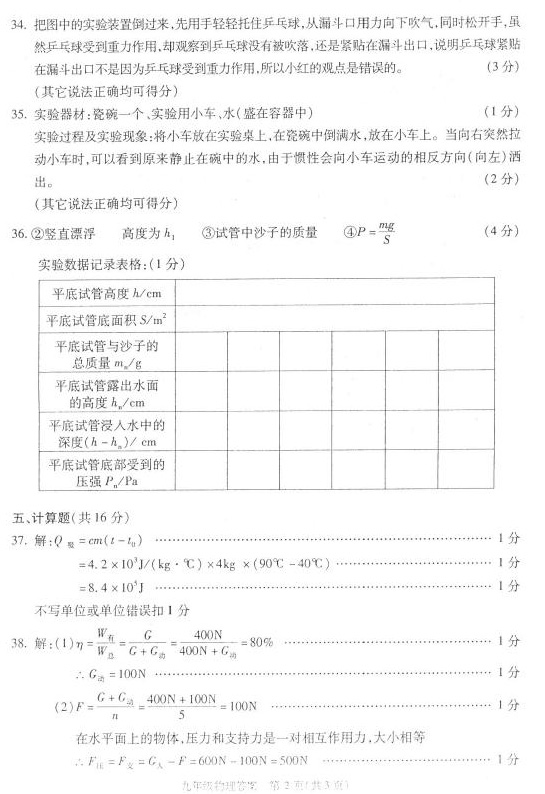 34. 把图中的实验装置倒过来,先用手轻轻托住乒乓球,从漏斗口用力向下吹气,同时松开手,虽
然乒乓球受到重力作用,却观察到乒乓球没有被吹落,还是紧贴在漏斗出口,说明乒乓球紧贴
在漏斗出口不是因为乒乓球受到重力作用,所以小红的观点是错误的。 (3分)
(其它说法正确均可得分)
35. 实验器材:瓷碗一个、实验用小车、水(盛在容器中) (1分)
实验过程及实验现象:将小车放在实验桌上,在瓷碗中倒满水,放在小车上。当向右突然拉
动小车时,可以看到原来静止在碗中的水,由于惯性会向小车运动的相反方向(向左)洒
出。 (2分)
(其它说法正确均可得分)
36. ②竖直漂浮 高度为 h₁ ③试管中沙子的质量 ④P = mg/S (4分)
实验数据记录表格:(1分)
平底试管高度 h/cm
平底试管底面积 S/m²
平底试管与沙子的
总质量 mₙ/g
平底试管露出水面
的高度 hₙ/cm
平底试管浸入水中的
深度(h - hₙ)/ cm
平底试管底部受到的
压强 Pₙ/Pa
五、计算题(共16分)
37. 解:Q吸 = cm(t - t₀) ………… 1分
= 4.2 × 10³J/(kg·℃) × 4kg × (90℃ - 40℃) ………… 1分
= 8.4 × 10⁵J ………… 1分
不写单位或单位错误扣1分
38. 解:(1)η = W有/W总 = G/(G + G动) = 400N/(400N + G动) = 80% ………… 1分
∴ G动 = 100N ………… 1分
(2)F = (G + G动)/n = (400N + 100N)/5 = 100N ………… 1分
在水平面上的物体,压力和支持力是一对相互作用力,大小相等
∴ F压 = F支 = G人 - F = 600N - 100N = 500N ………… 1分
九年级物理答案 第2页(共3页)